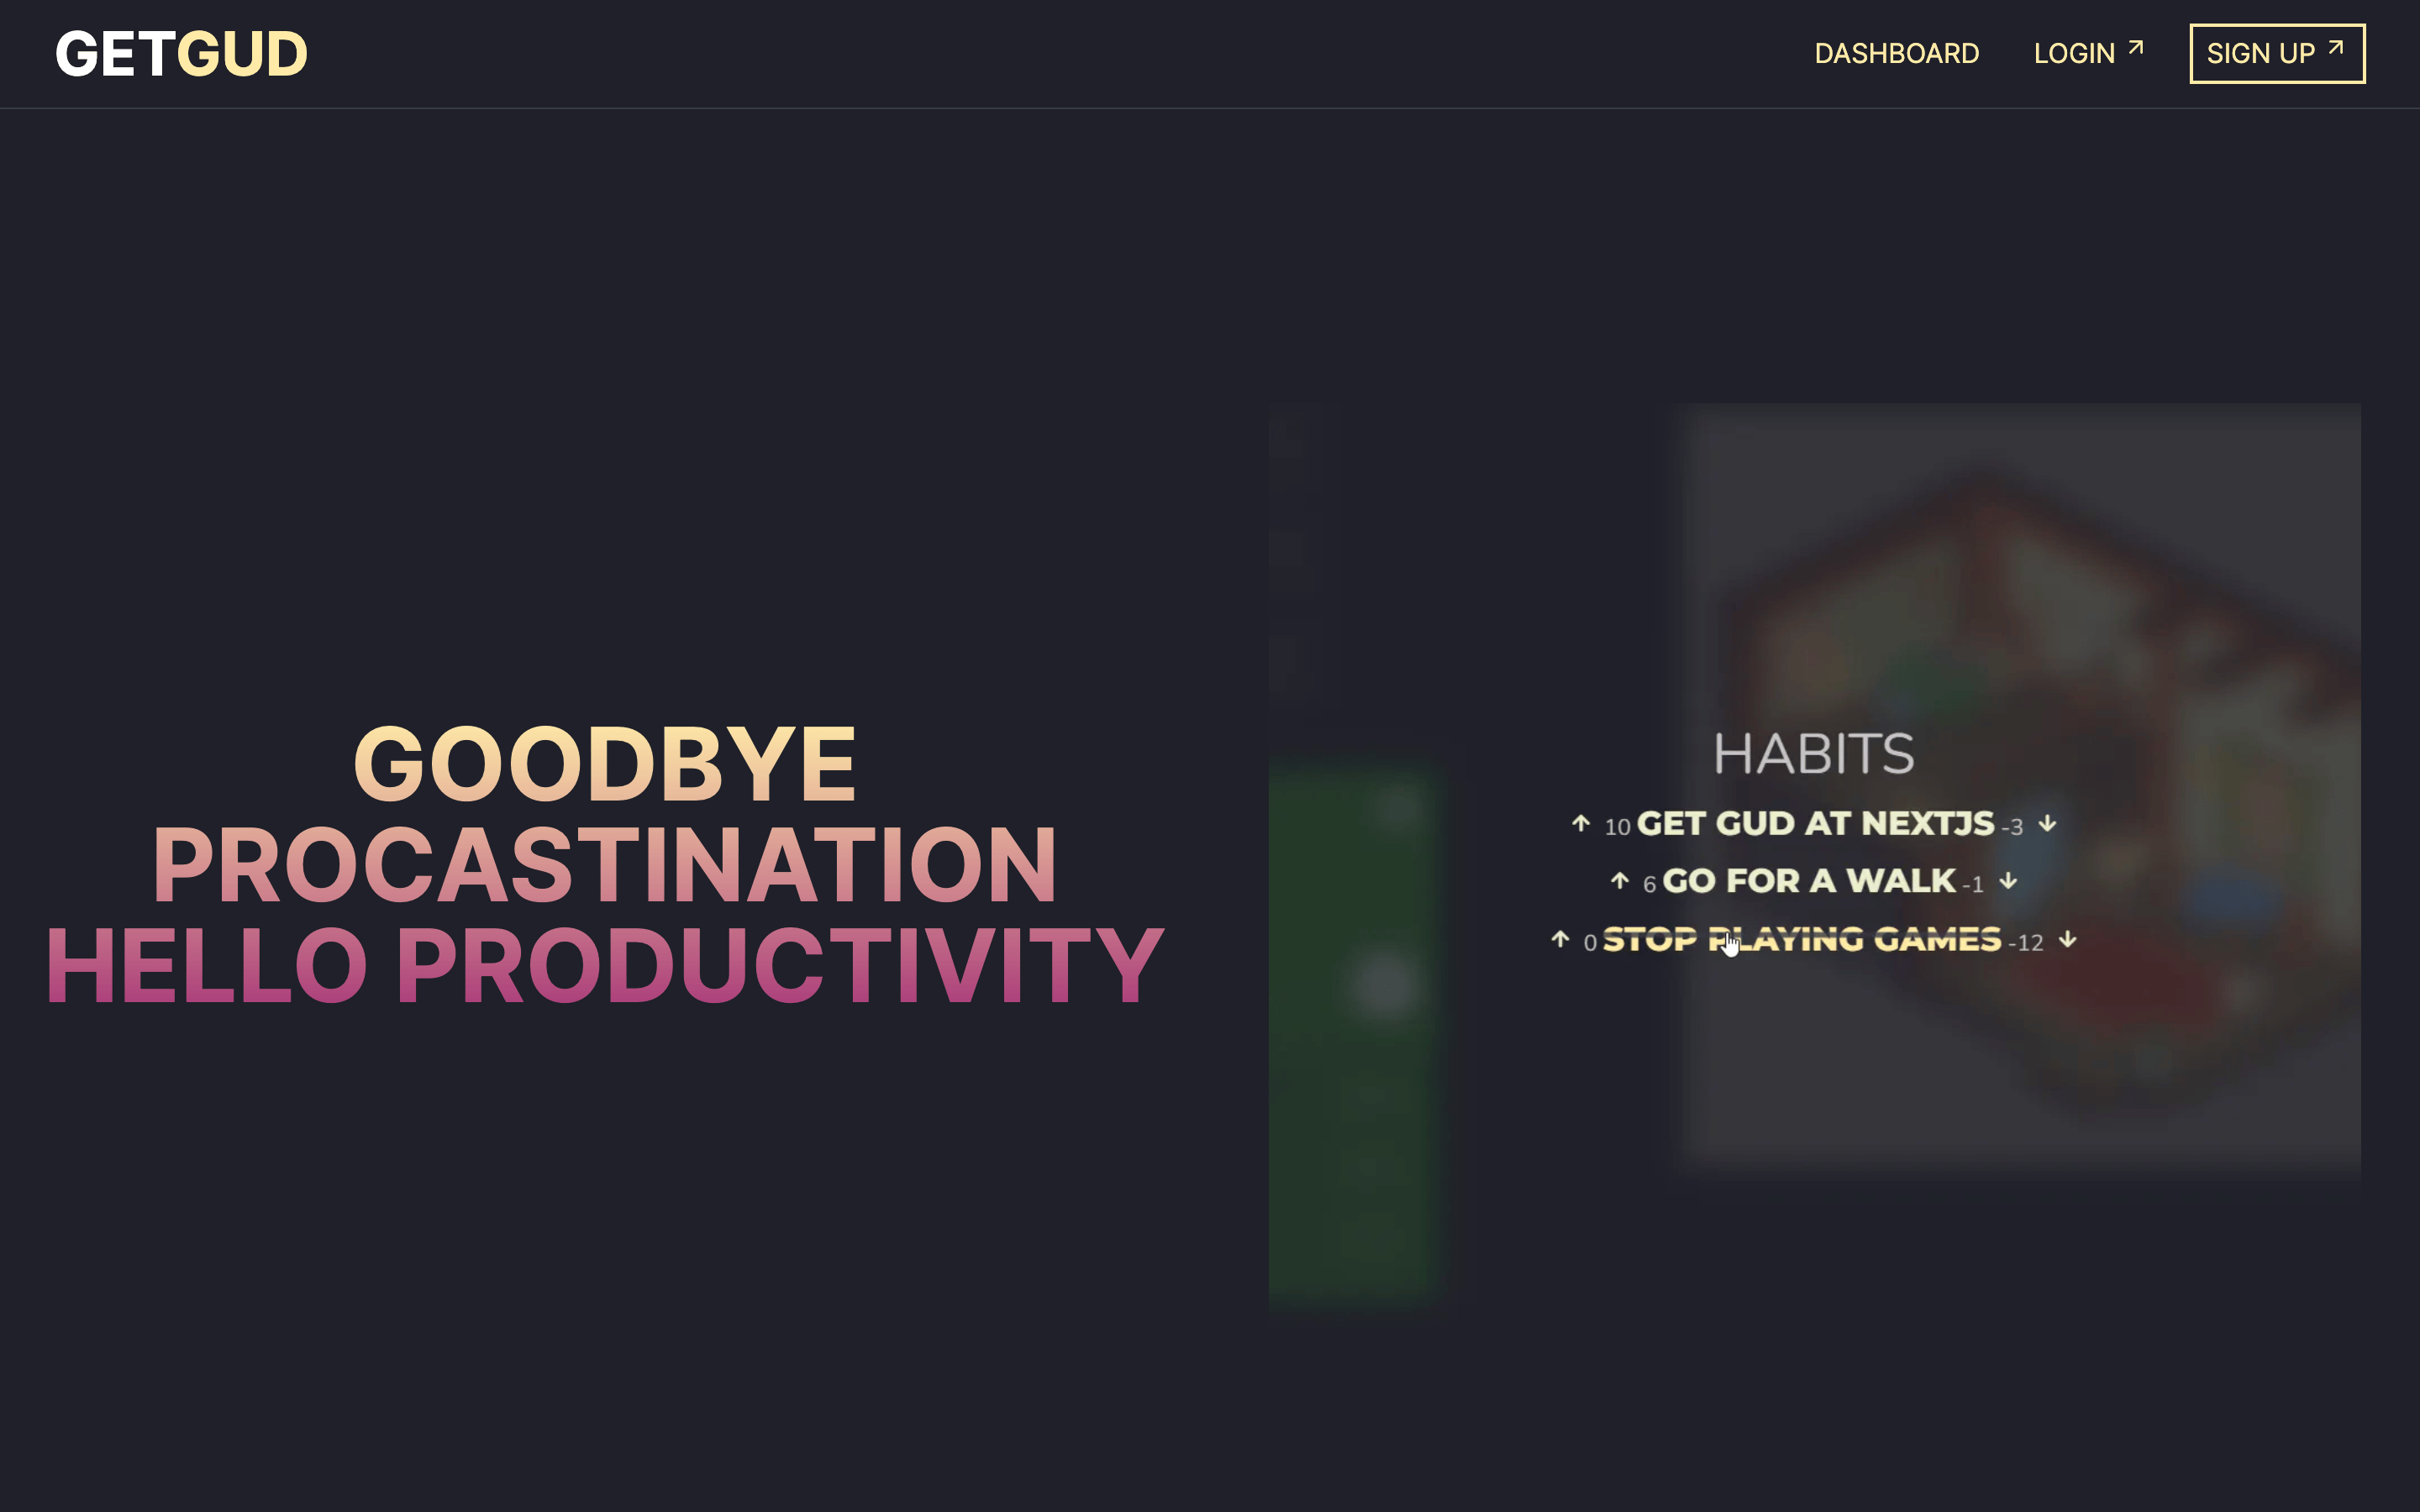 GETGUD
DASHBOARD LOGIN SIGN UP
GOODBYE
PROCASTINATION
HELLO PRODUCTIVITY
HABITS
10 GET GUD AT NEXTJS -3
6 GO FOR A WALK -1
0 STOP PLAYING GAMES -12